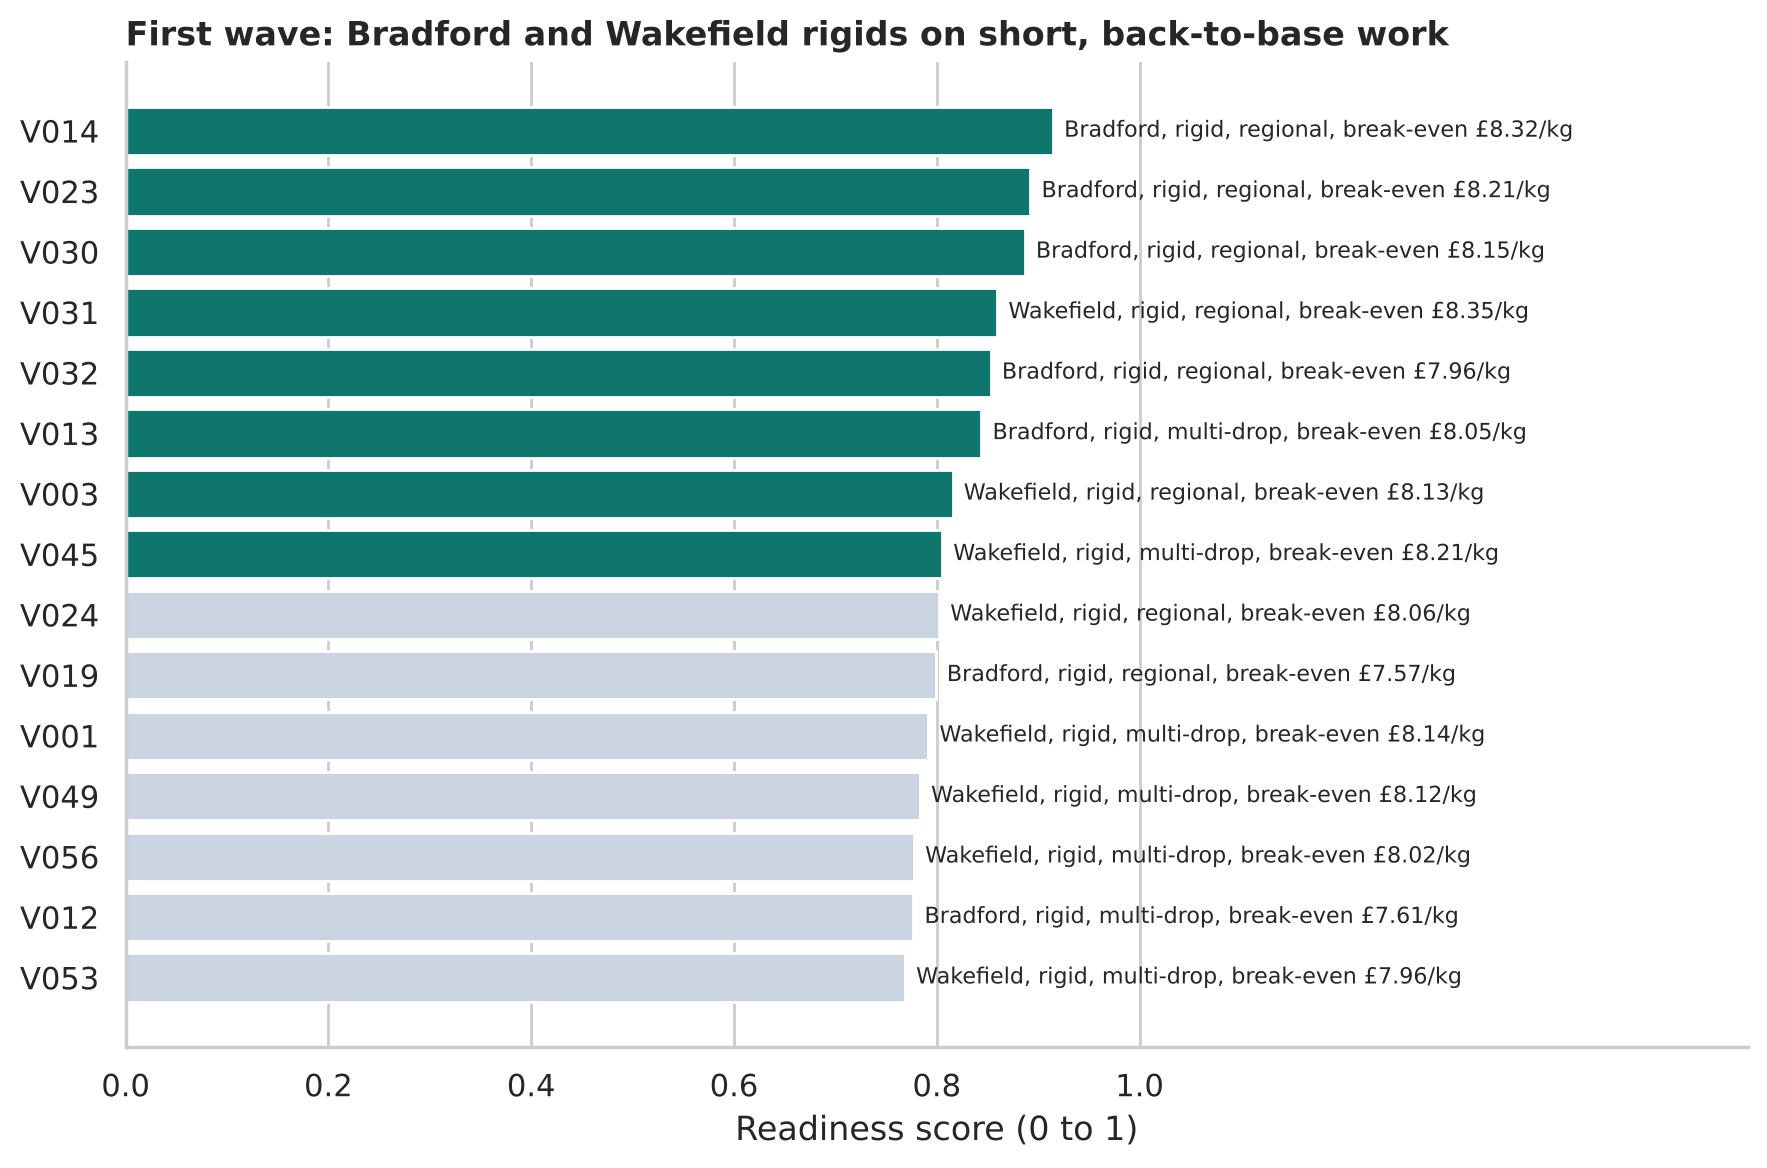 First wave: Bradford and Wakefield rigids on short, back-to-base work
V014 Bradford, rigid, regional, break-even £8.32/kg
V023 Bradford, rigid, regional, break-even £8.21/kg
V030 Bradford, rigid, regional, break-even £8.15/kg
V031 Wakefield, rigid, regional, break-even £8.35/kg
V032 Bradford, rigid, regional, break-even £7.96/kg
V013 Bradford, rigid, multi-drop, break-even £8.05/kg
V003 Wakefield, rigid, regional, break-even £8.13/kg
V045 Wakefield, rigid, multi-drop, break-even £8.21/kg
V024 Wakefield, rigid, regional, break-even £8.06/kg
V019 Bradford, rigid, regional, break-even £7.57/kg
V001 Wakefield, rigid, multi-drop, break-even £8.14/kg
V049 Wakefield, rigid, multi-drop, break-even £8.12/kg
V056 Wakefield, rigid, multi-drop, break-even £8.02/kg
V012 Bradford, rigid, multi-drop, break-even £7.61/kg
V053 Wakefield, rigid, multi-drop, break-even £7.96/kg
0.0 0.2 0.4 0.6 0.8 1.0
Readiness score (0 to 1)